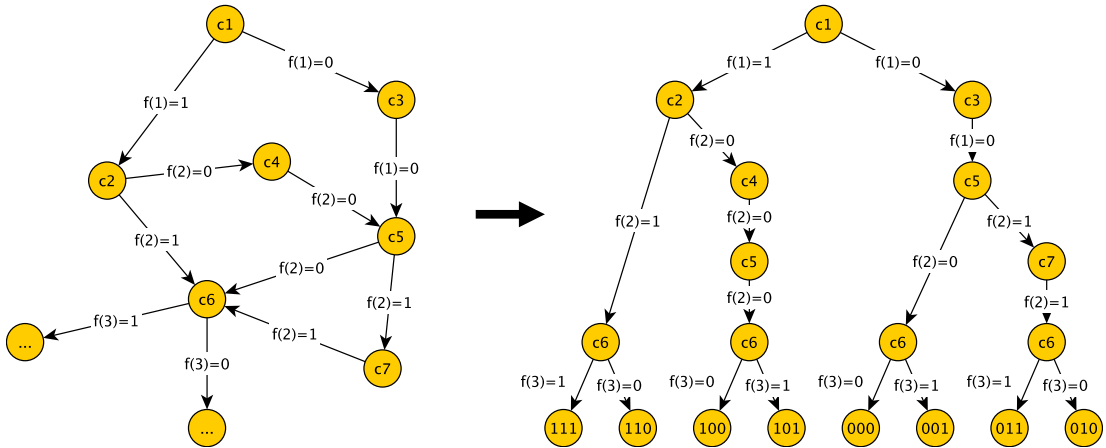 c1
f(1)=0
f(1)=1
c3
c4
c2
f(2)=0
f(1)=0
f(2)=0
c5
f(2)=1
f(2)=0
c6
f(2)=1
f(3)=1
f(2)=1
...
f(3)=0
c7
...
c1
f(1)=1
f(1)=0
c2
c3
f(2)=0
f(1)=0
c4
c5
f(2)=1
f(2)=0
f(2)=1
c5
f(2)=0
c7
f(2)=0
f(2)=1
c6
c6
c6
c6
f(3)=1
f(3)=0
f(3)=0
f(3)=1
f(3)=0
f(3)=1
f(3)=1
f(3)=0
111
110
100
101
000
001
011
010